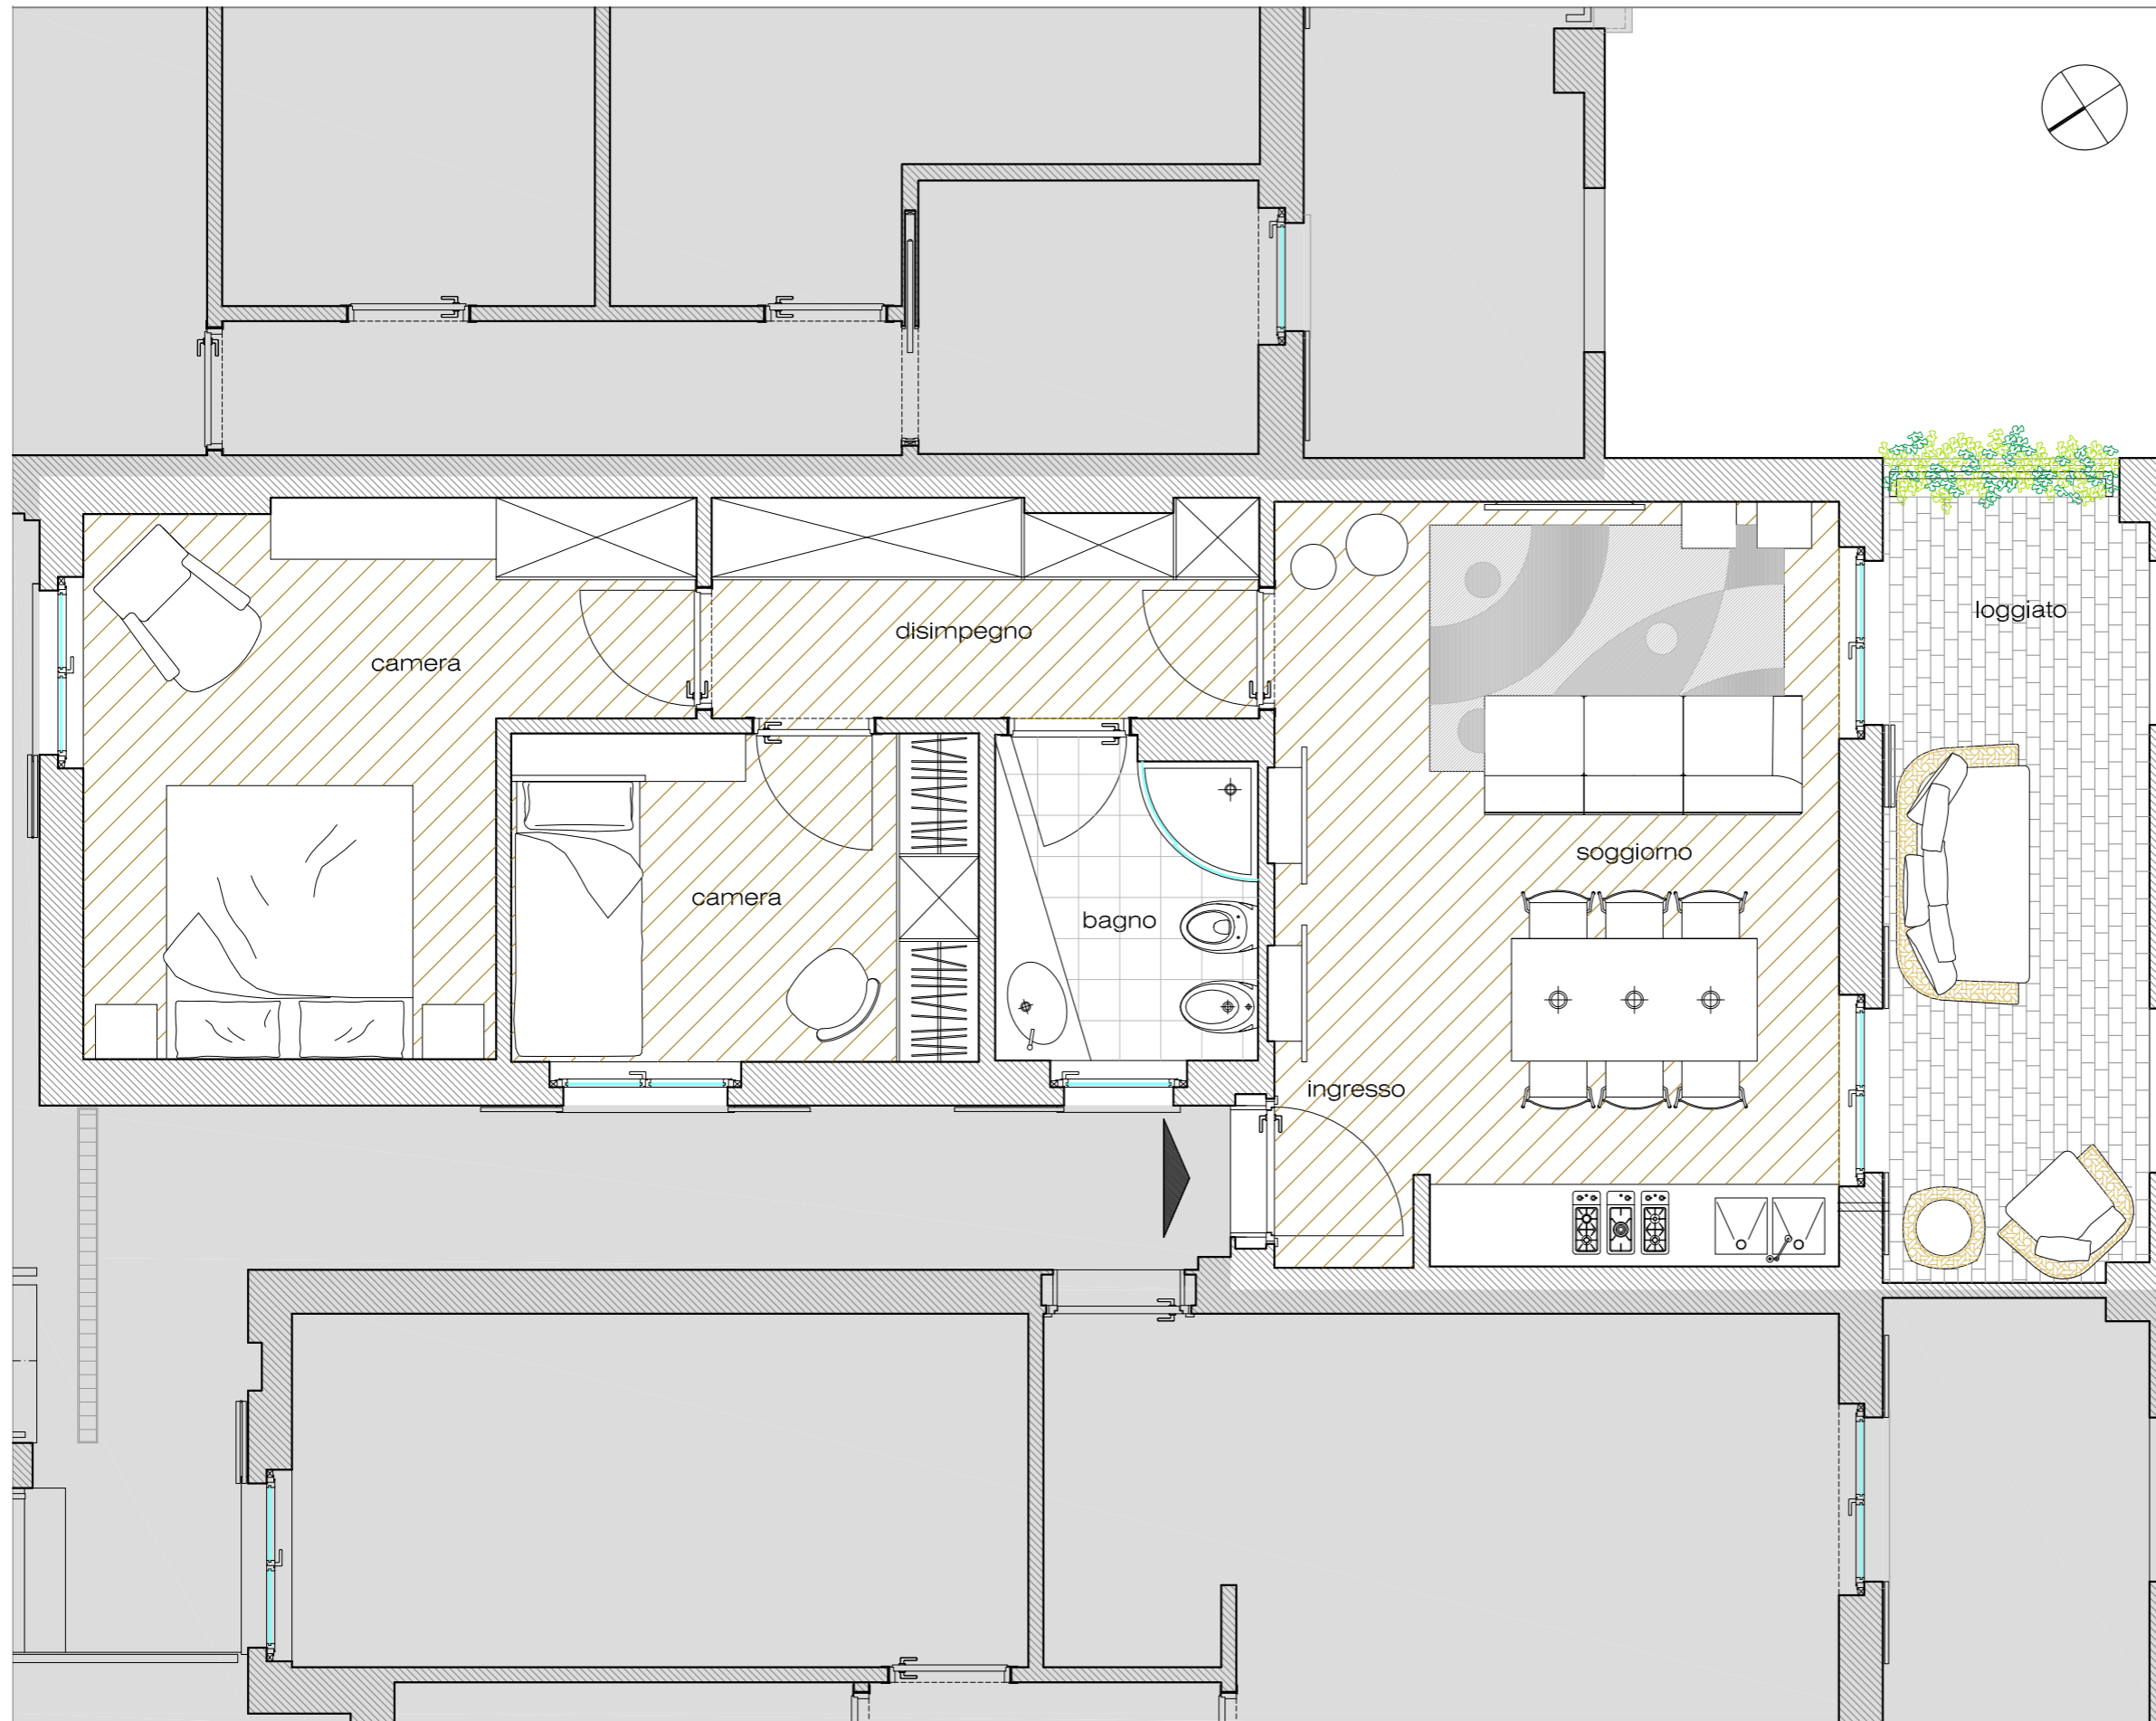 loggiato
disimpegno
camera
soggiorno
camera
bagno
ingresso